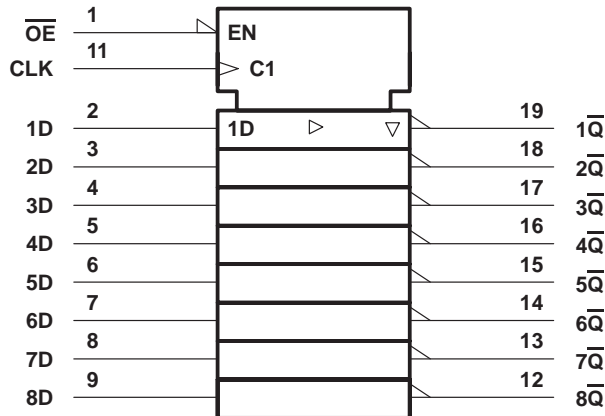 O̅E̅ 1 EN
CLK 11 C1
1D 2 1D 19 1Q̅
2D 3 18 2Q̅
3D 4 17 3Q̅
4D 5 16 4Q̅
5D 6 15 5Q̅
6D 7 14 6Q̅
7D 8 13 7Q̅
8D 9 12 8Q̅